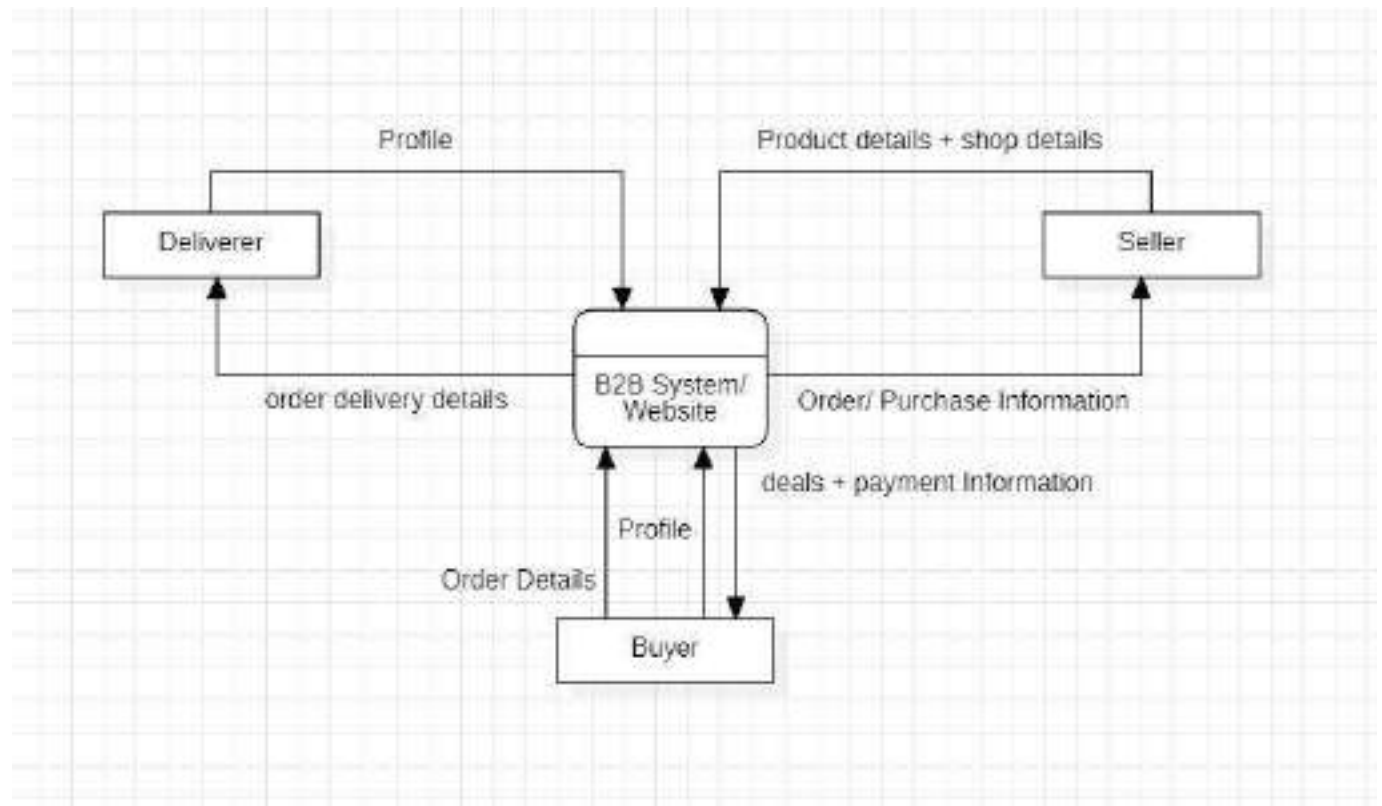 Profile
Product details + shop details
Deliverer
Seller
B2B System/
Website
order delivery details
Order/ Purchase Information
deals + payment Information
Profile
Order Details
Buyer